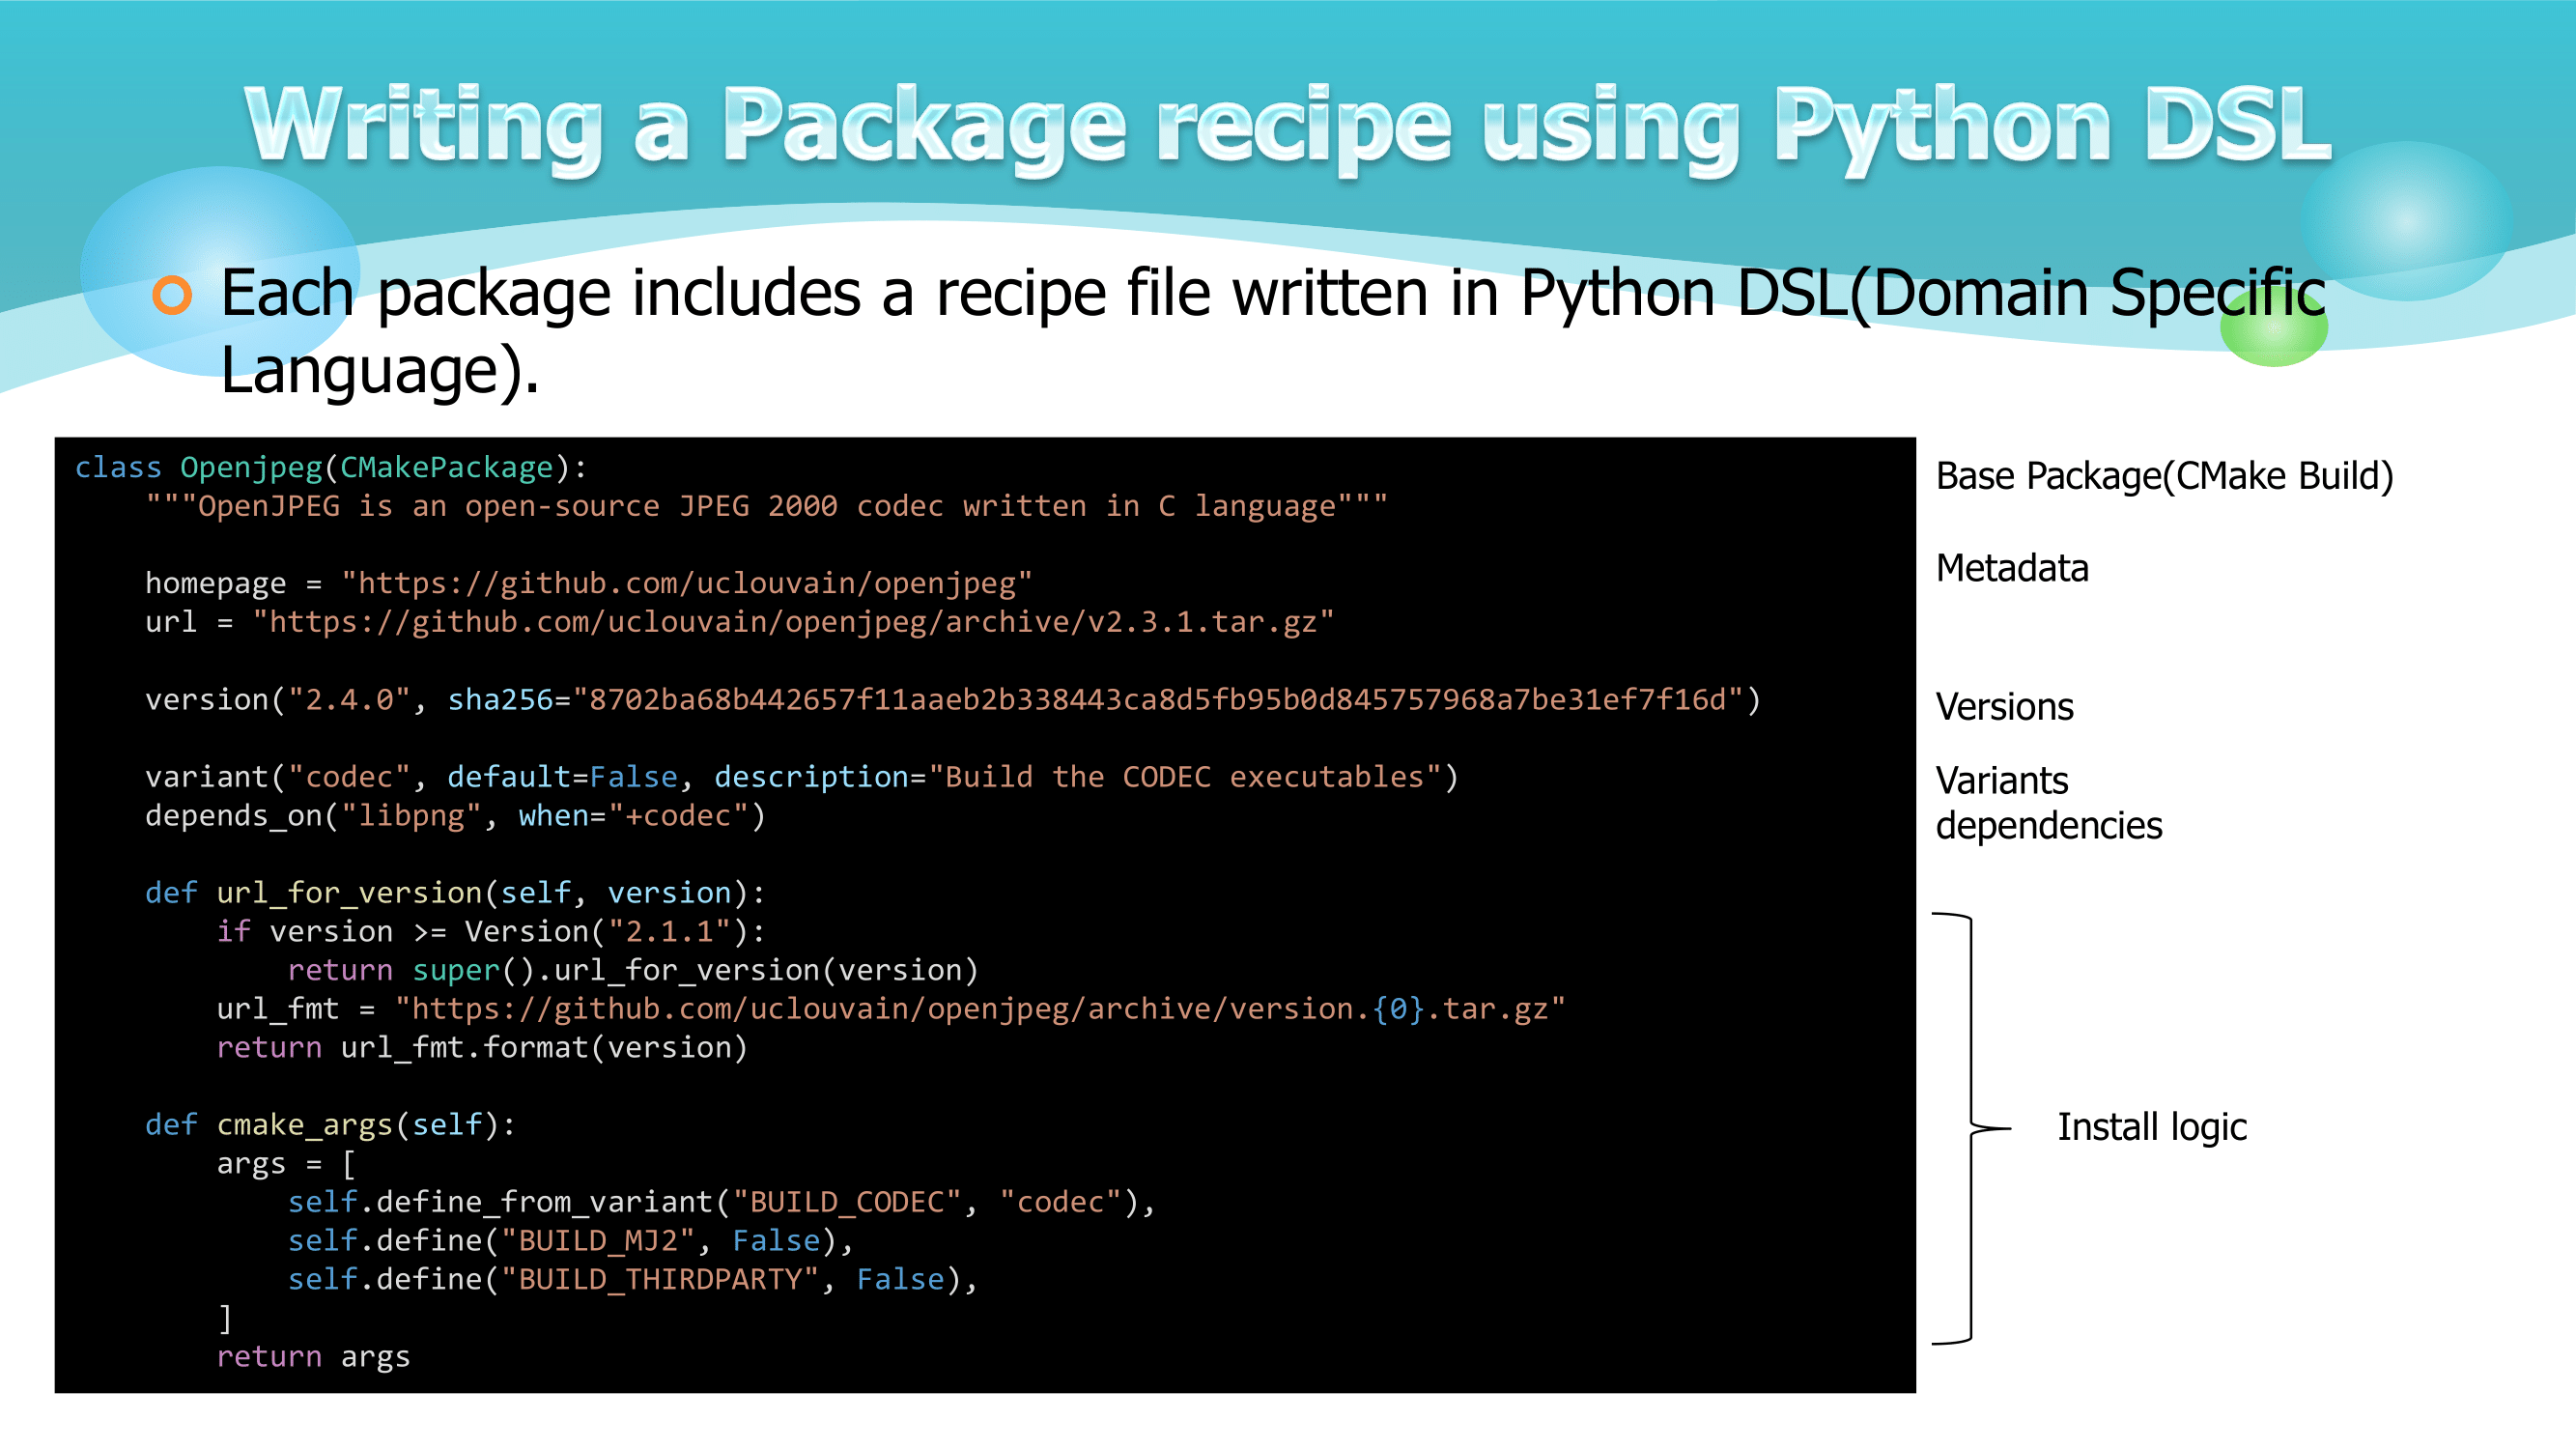 Writing a Package recipe using Python DSL
Each package includes a recipe file written in Python DSL(Domain Specific
Language).
class Openjpeg(CMakePackage):
    """OpenJPEG is an open-source JPEG 2000 codec written in C language"""
    homepage = "https://github.com/uclouvain/openjpeg"
    url = "https://github.com/uclouvain/openjpeg/archive/v2.3.1.tar.gz"
    version("2.4.0", sha256="8702ba68b442657f11aaeb2b338443ca8d5fb95b0d845757968a7be31ef7f16d")
    variant("codec", default=False, description="Build the CODEC executables")
    depends_on("libpng", when="+codec")
    def url_for_version(self, version):
        if version >= Version("2.1.1"):
            return super().url_for_version(version)
        url_fmt = "https://github.com/uclouvain/openjpeg/archive/version.{0}.tar.gz"
        return url_fmt.format(version)
    def cmake_args(self):
        args = [
            self.define_from_variant("BUILD_CODEC", "codec"),
            self.define("BUILD_MJ2", False),
            self.define("BUILD_THIRDPARTY", False),
        ]
        return args
Base Package(CMake Build)
Metadata
Versions
Variants
dependencies
Install logic